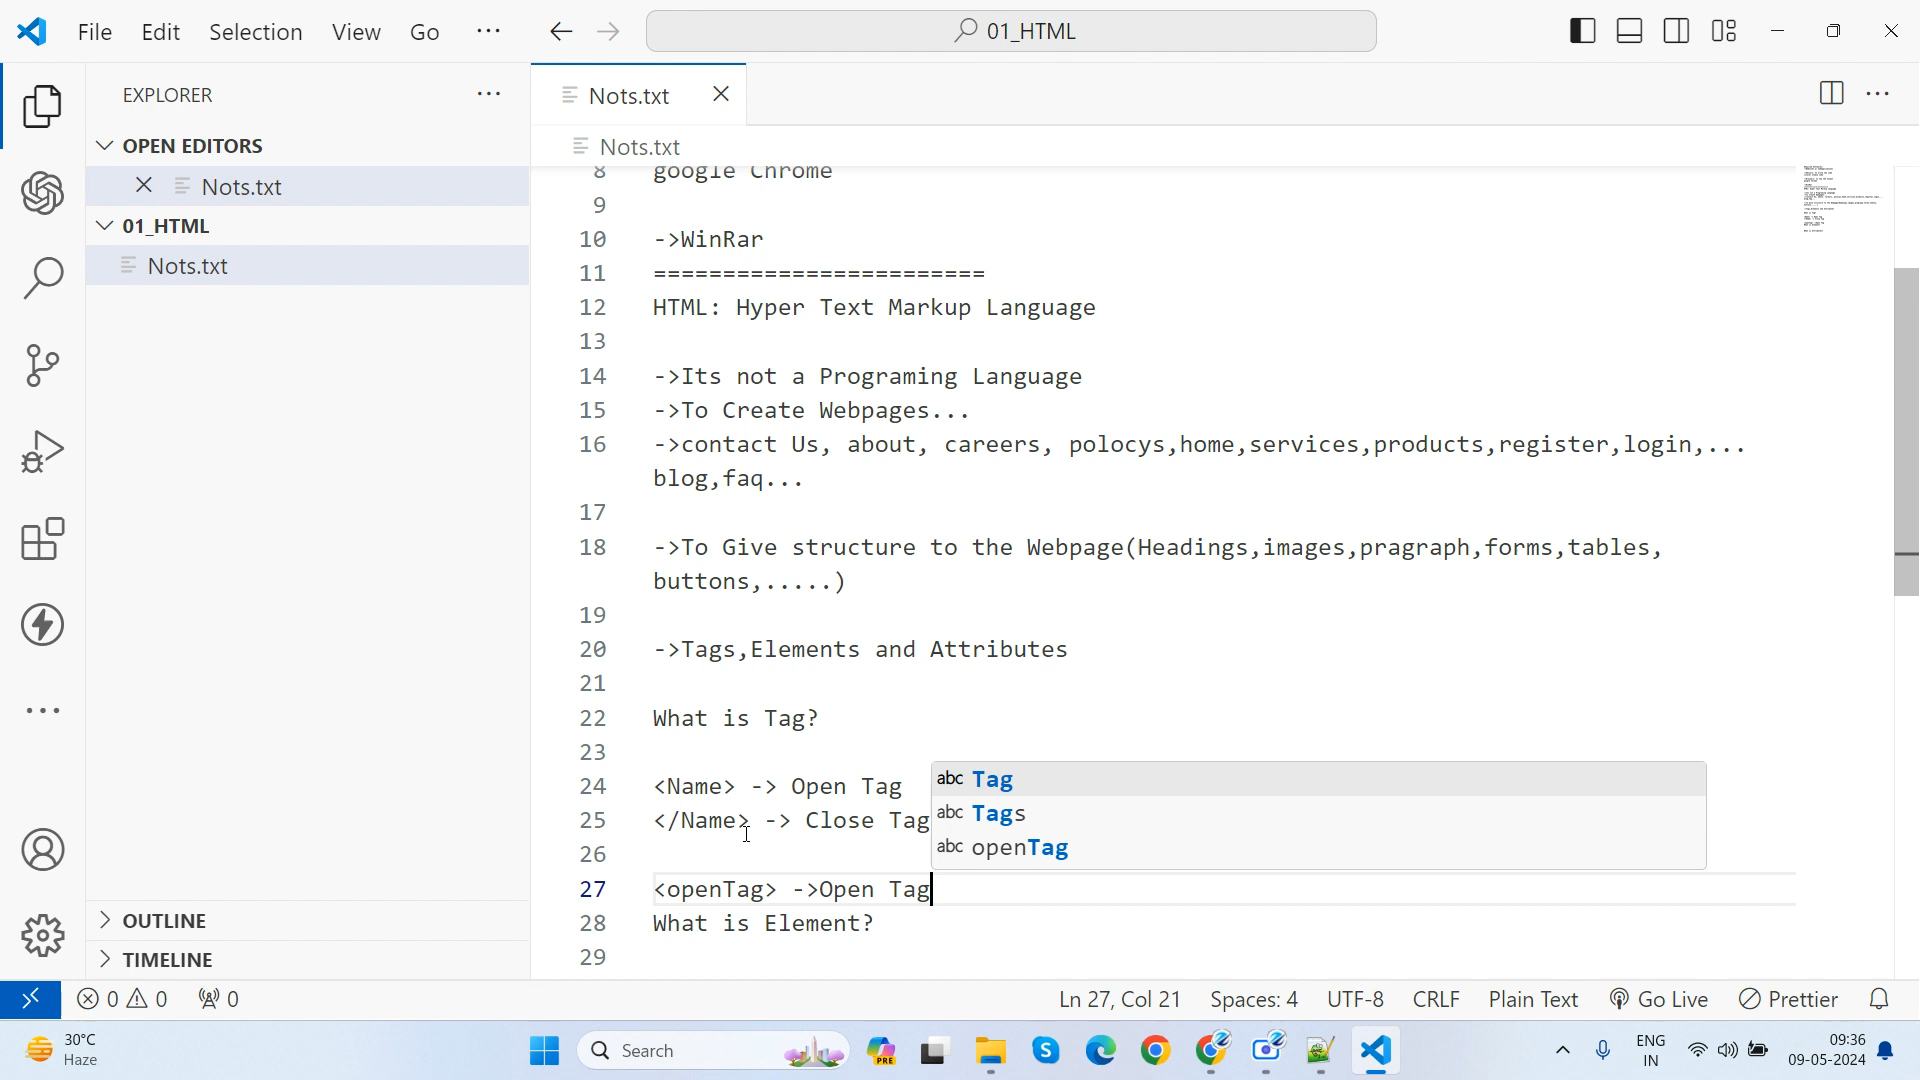 File Edit Selection View Go ··· 01_HTML
EXPLORER ···
OPEN EDITORS
Nots.txt
01_HTML
Nots.txt
OUTLINE
TIMELINE
Nots.txt
Nots.txt
8 google Chrome
9
10 ->WinRar
11 ========================
12 HTML: Hyper Text Markup Language
13
14 ->Its not a Programing Language
15 ->To Create Webpages...
16 ->contact Us, about, careers, polocys,home,services,products,register,login,...
blog,faq...
17
18 ->To Give structure to the Webpage(Headings,images,pragraph,forms,tables,
buttons,.....)
19
20 ->Tags,Elements and Attributes
21
22 What is Tag?
23
24 <Name> -> Open Tag
25 </Name> -> Close Tag
26
27 <openTag> ->Open Tag
28 What is Element?
29
abc Tag
abc Tags
abc openTag
0 0 0 Ln 27, Col 21 Spaces: 4 UTF-8 CRLF Plain Text Go Live Prettier
30°C
Haze
Search
PRE
ENG
IN
09:36
09-05-2024